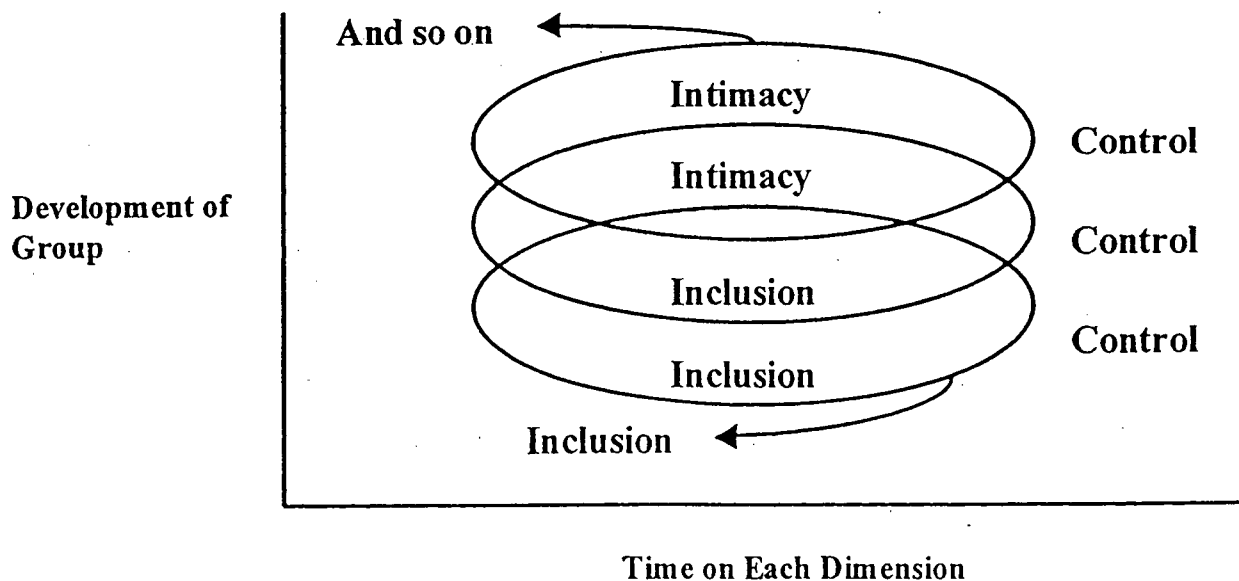 And so on
Intimacy
Control
Intimacy
Development of
Group
Control
Inclusion
Control
Inclusion
Inclusion
Time on Each Dimension